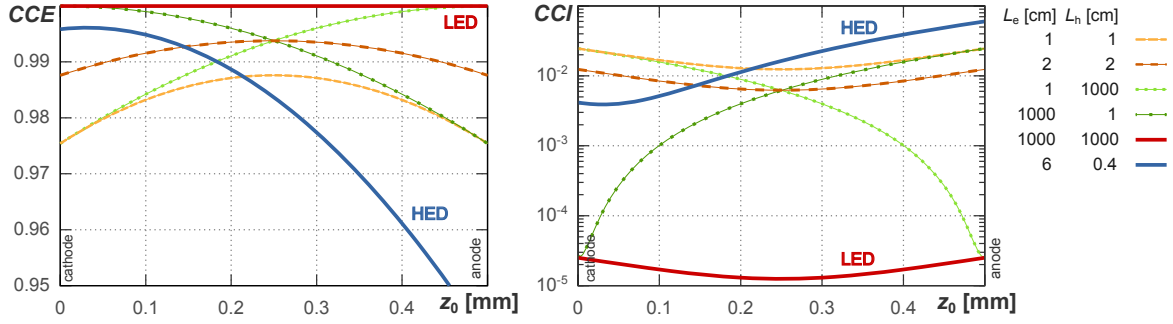 CCE
LED
0.99
0.98
0.97
HED
0.96
0.95
cathode
anode
0
0.1
0.2
0.3
0.4
z0 [mm]
CCI
HED
10-2
10-3
10-4
10-5
cathode
LED
0
0.1
0.2
0.3
0.4
z0 [mm]
anode
Le [cm] Lh [cm]
1 1
2 2
1 1000
1000 1
1000 1000
6 0.4